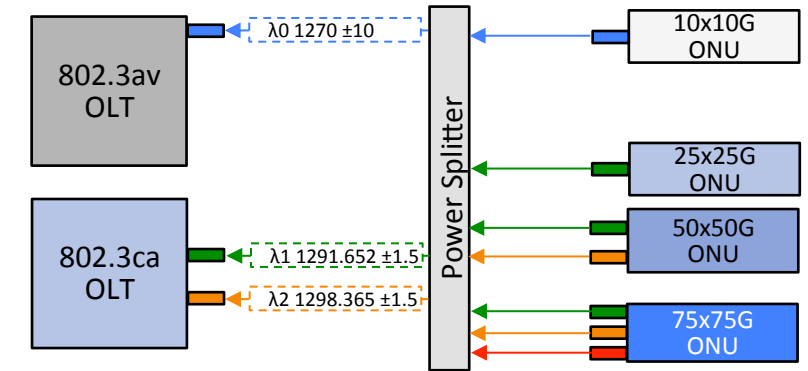 802.3av
OLT
λ0 1270 ±10
Power Splitter
10x10G
ONU
25x25G
ONU
802.3ca
OLT
λ1 1291.652 ±1.5
λ2 1298.365 ±1.5
50x50G
ONU
75x75G
ONU